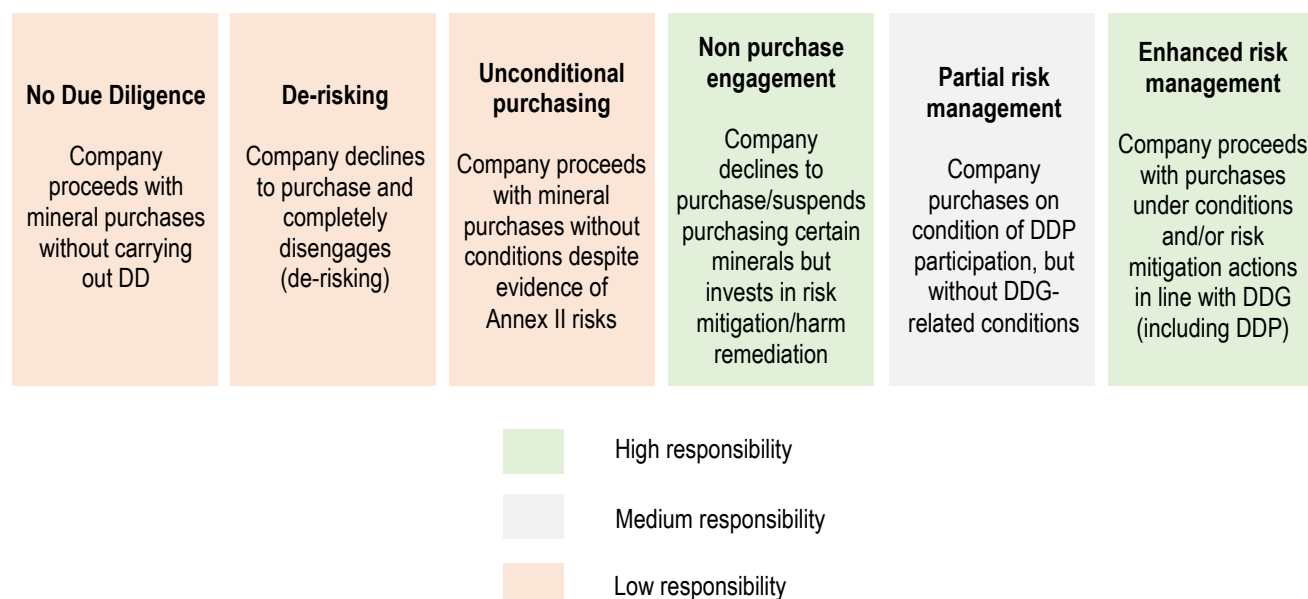 No Due Diligence
Company
proceeds with
mineral purchases
without carrying
out DD
De-risking
Company declines
to purchase and
completely
disengages
(de-risking)
Unconditional
purchasing
Company proceeds
with mineral
purchases without
conditions despite
evidence of
Annex II risks
Non purchase
engagement
Company
declines to
purchase/suspends
purchasing certain
minerals but
invests in risk
mitigation/harm
remediation
Partial risk
management
Company
purchases on
condition of DDP
participation, but
without DDG-
related conditions
Enhanced risk
management
Company proceeds
with purchases
under conditions
and/or risk
mitigation actions
in line with DDG
(including DDP)
High responsibility
Medium responsibility
Low responsibility